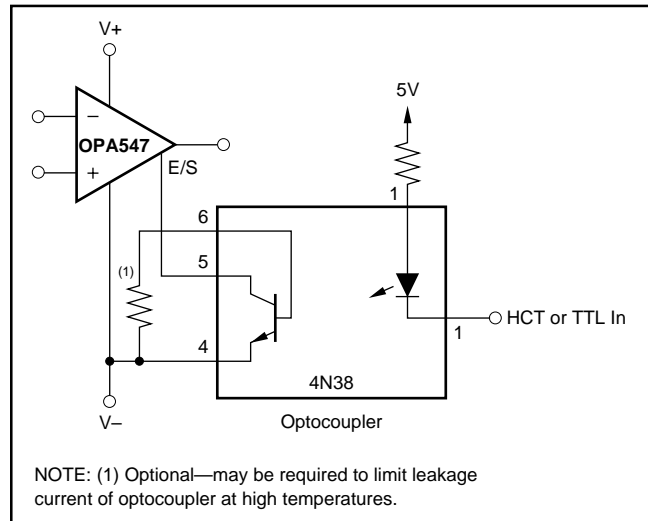 V+
5V
−
OPA547
+
E/S
1
6
(1)
5
4
1
HCT or TTL In
4N38
V–
Optocoupler
NOTE: (1) Optional—may be required to limit leakage
current of optocoupler at high temperatures.